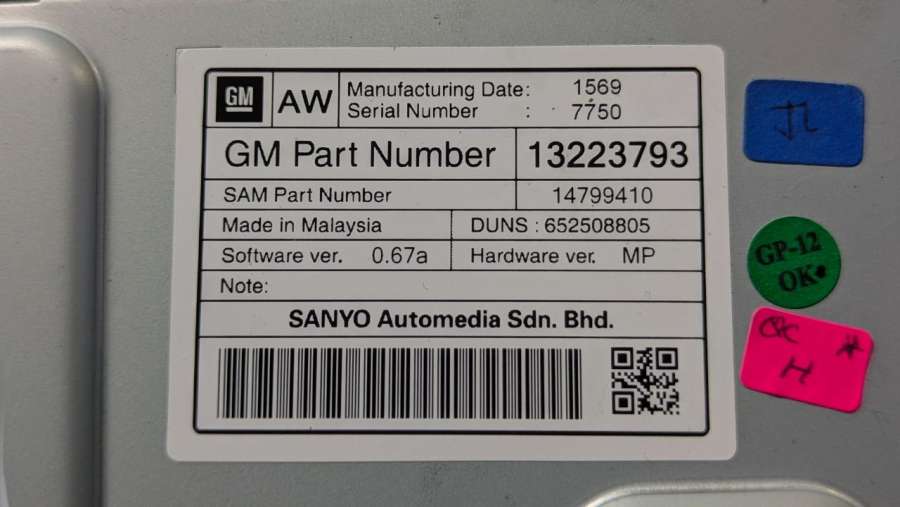 GM
AW
Manufacturing Date: 1569
Serial Number : 7750
GM Part Number 13223793
SAM Part Number 14799410
Made in Malaysia DUNS : 652508805
Software ver. 0.67a Hardware ver. MP
Note:
SANYO Automedia Sdn. Bhd.
GP-12
OK
H